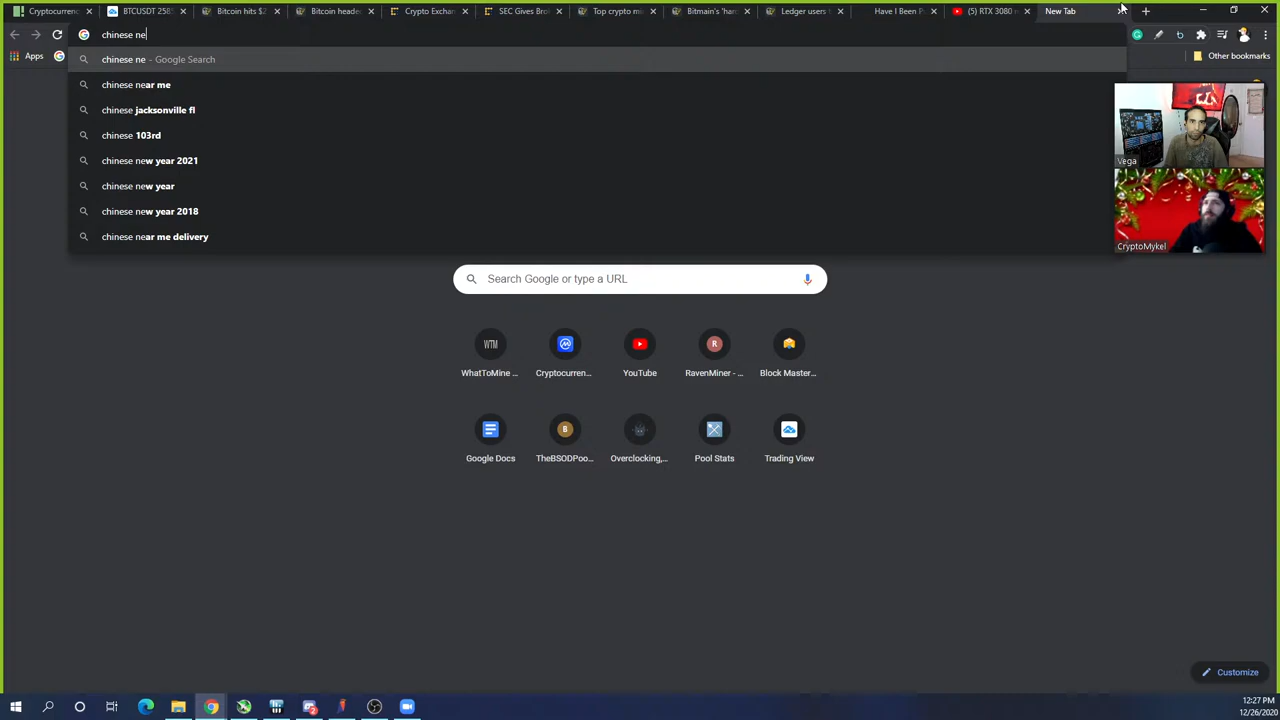 Cryptocurrenc
BTCUSDT 258
Bitcoin hits $2
Bitcoin heade
Crypto Exchan
SEC Gives Bro
Top crypto mi
Bitmain's 'hard
Ledger users t
Have I Been P
(5) RTX 3080 n
New Tab
chinese ne
Apps
Other bookmarks
chinese ne - Google Search
chinese near me
chinese jacksonville fl
chinese 103rd
chinese new year 2021
chinese new year
chinese new year 2018
chinese near me delivery
Vega
CryptoMykel
Search Google or type a URL
WTM
R
WhatToMine ...
Cryptocurren...
YouTube
RavenMiner - ...
Block Master...
B
Google Docs
TheBSODPoo...
Overclocking,...
Pool Stats
Trading View
Customize
12:27 PM
12/26/2020